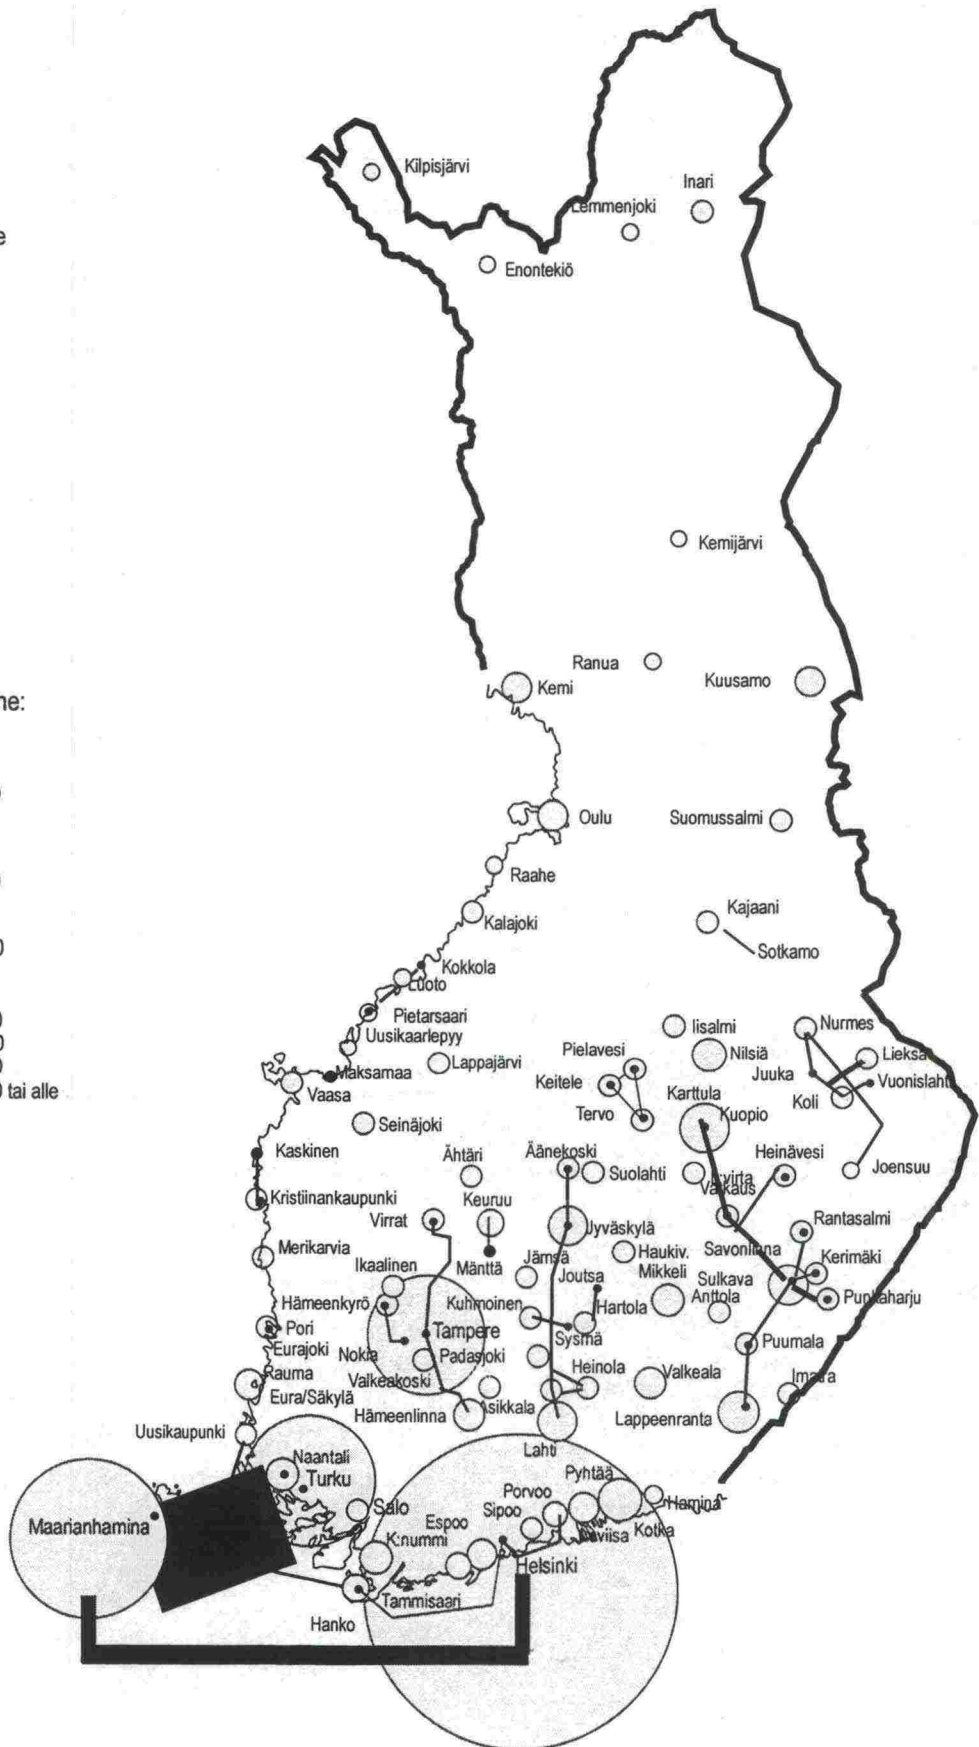 Kilpisjärvi
Inari
Lemmenjoki
e
Enontekiö
Kemijärvi
Ranua
Kuusamo
Kemi
ne:
Oulu
Suomussalmi
Raahe
Kajaani
Kalajoki
Sotkamo
Kokkola
Luoto
Pietarsaari
Iisalmi
Nurmes
Uusikaarlepyy
Pielavesi
Nilsiä
Lieksa
Lappajärvi
Maksamaa
Keitele
Juuka
Vuonislahti
0 tai alle
Vaasa
Karttula
Koli
Tervo
Kuopio
Seinäjoki
Kaskinen
Ähtäri
Äänekoski
Heinävesi
Suolahti
Joensuu
Varkaus
Kristiinankaupunki
Keuruu
Virrat
Jyväskylä
Rantasalmi
Merikarvia
Mänttä
Jämsä
Haukiv.
Savonlinna
Kerimäki
Ikaalinen
Joutsa
Mikkeli
Sulkava
Anttola
Punkaharju
Hämeenkyrö
Kuhmoinen
Hartola
Pori
Tampere
Sysmä
Puumala
Eurajoki
Nokia
Padasjoki
Rauma
Valkeakoski
Heinola
Valkeala
Imatra
Eura/Säkylä
Asikkala
Hämeenlinna
Lappeenranta
Uusikaupunki
Lahti
Naantali
Turku
Pyhtää
Porvoo
Hamina
Maarianhamina
Salo
Sipoo
Espoo
Loviisa
Kotka
K:nummi
Helsinki
Tammisaari
Hanko